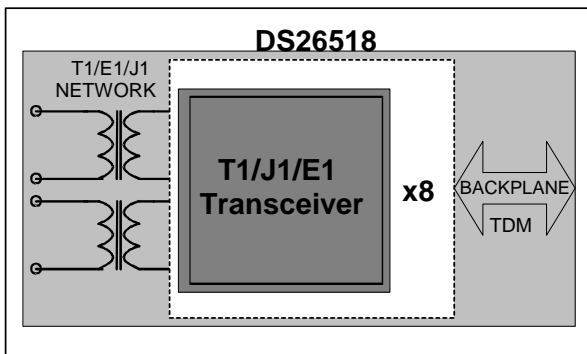 DS26518
T1/E1/J1
NETWORK
T1/J1/E1
Transceiver
x8
BACKPLANE
TDM